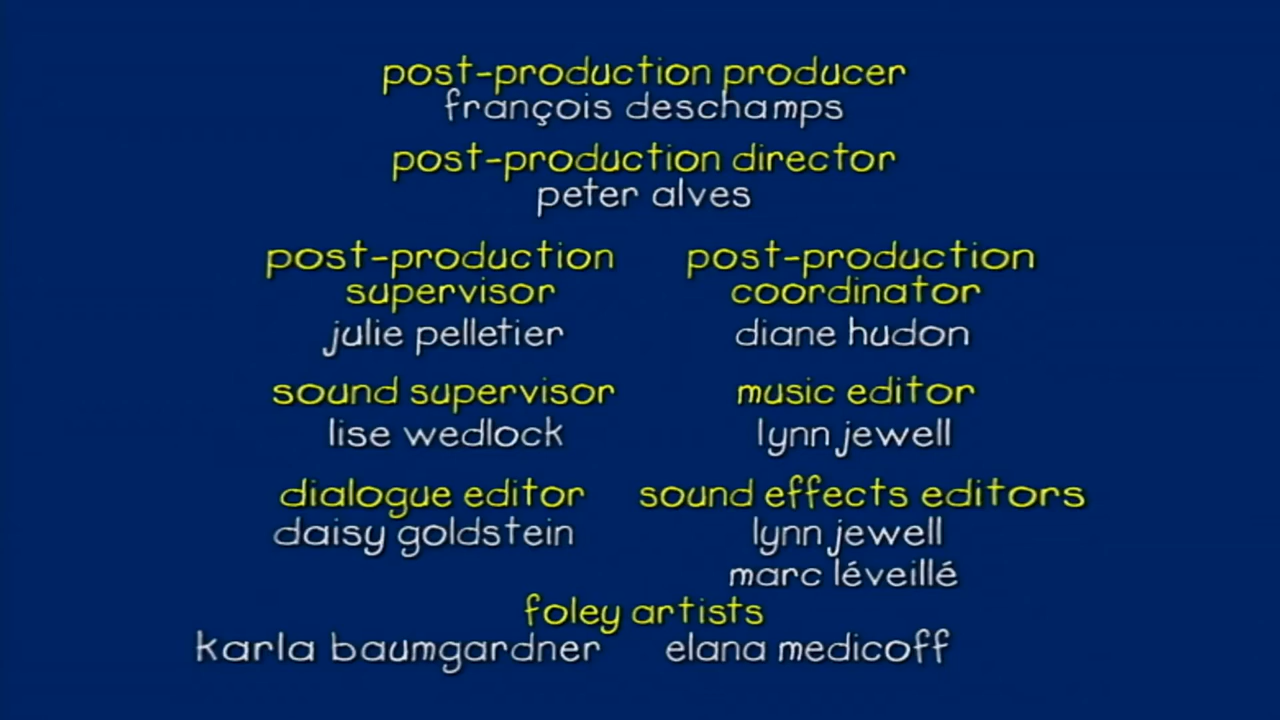 post-production producer
françois deschamps
post-production director
peter alves
post-production
supervisor
julie pelletier
post-production
coordinator
diane hudon
sound supervisor
lise wedlock
music editor
lynn jewell
dialogue editor
daisy goldstein
sound effects editors
lynn jewell
marc léveillé
foley artists
karla baumgardner
elana medicoff